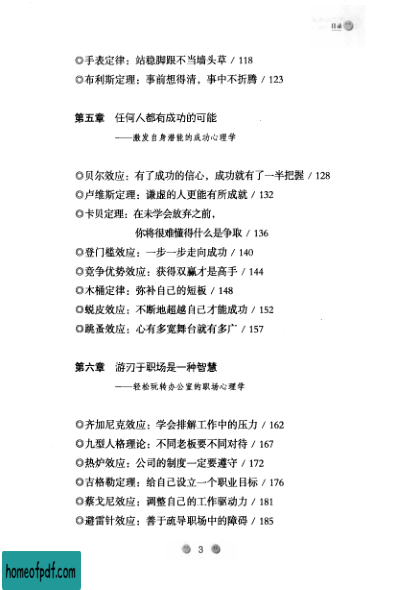 目录
◎手表定律：站稳脚跟不当墙头草 / 118
◎布利斯定理：事前想得清，事中不折腾 / 123
第五章 任何人都有成功的可能
——激发自身潜能的成功心理学
◎贝尔效应：有了成功的信心，成功就有了一半把握 / 128
◎卢维斯定理：谦虚的人更能有所成就 / 132
◎卡贝定理：在未学会放弃之前，
你将很难懂得什么是争取 / 136
◎登门槛效应：一步一步走向成功 / 140
◎竞争优势效应：获得双赢才是高手 / 144
◎木桶定律：弥补自己的短板 / 148
◎蜕皮效应：不断地超越自己才能成功 / 152
◎跳蚤效应：心有多宽舞台就有多广 / 157
第六章 游刃于职场是一种智慧
——轻松玩转办公室的职场心理学
◎齐加尼克效应：学会排解工作中的压力 / 162
◎九型人格理论：不同老板要不同对待 / 167
◎热炉效应：公司的制度一定要遵守 / 172
◎吉格勒定理：给自己设立一个职业目标 / 176
◎蔡戈尼效应：调整自己的工作驱动力 / 181
◎避雷针效应：善于疏导职场中的障碍 / 185
3
homeofpdf.com